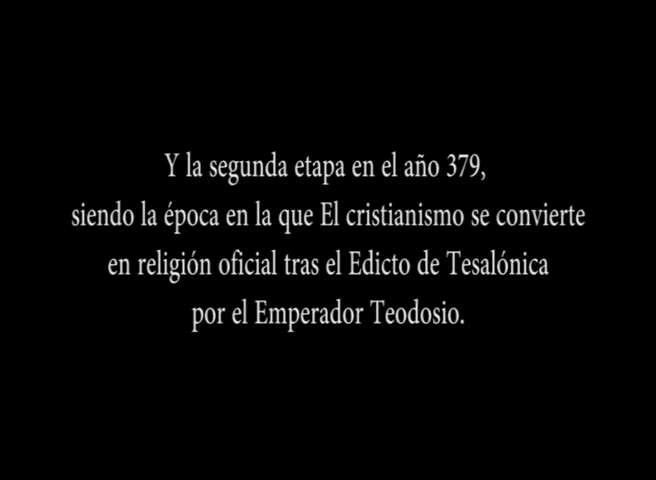 Y la segunda etapa en el año 379,
siendo la época en la que El cristianismo se convierte
en religión oficial tras el Edicto de Tesalónica
por el Emperador Teodosio.